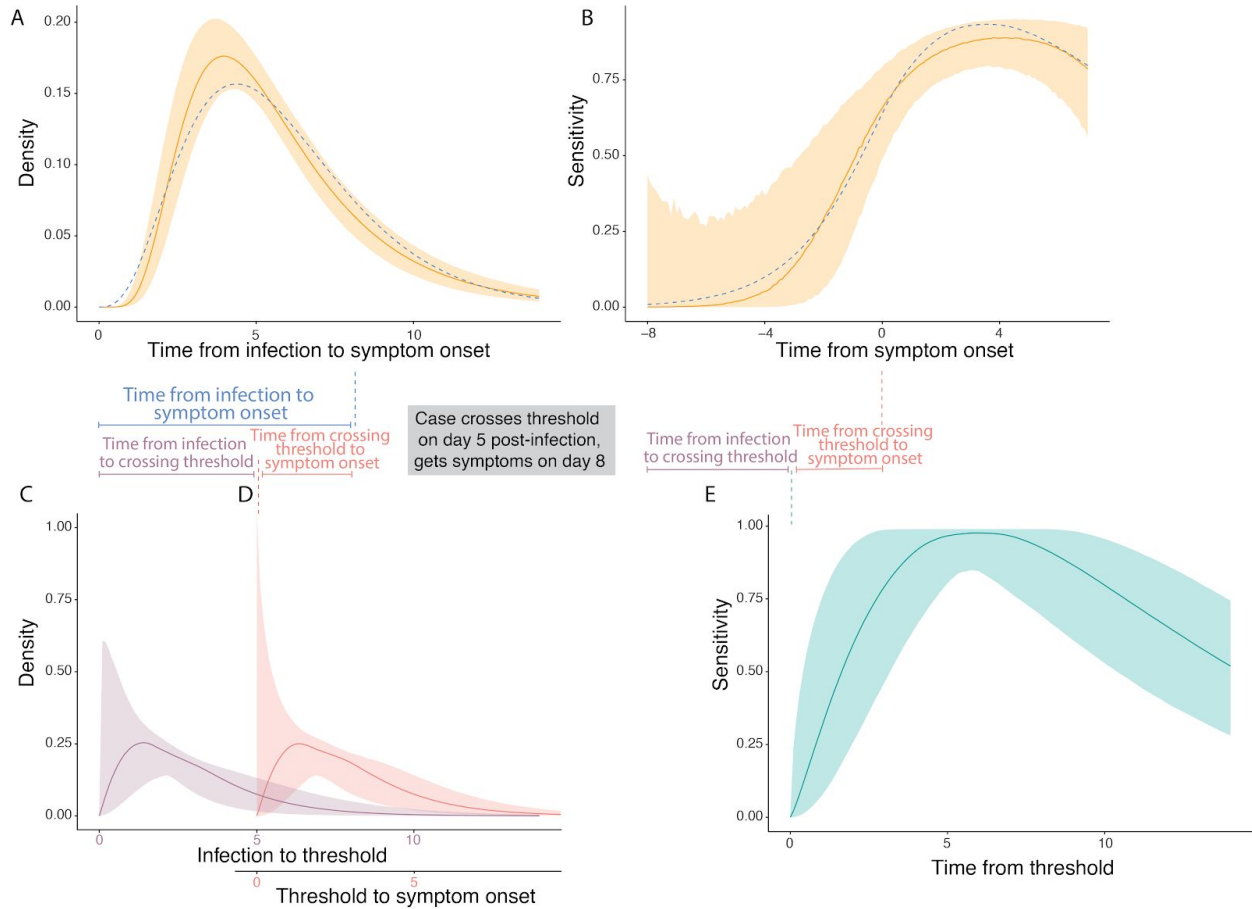 A
0.20
0.15
0.10
0.05
0.00
Density
0
5
10
Time from infection to symptom onset
B
0.75
0.50
0.25
0.00
Sensitivity
−8
−4
0
4
Time from symptom onset
Time from infection to
symptom onset
Time from infection
to crossing threshold
Time from crossing
threshold to
symptom onset
Case crosses threshold
on day 5 post-infection,
gets symptoms on day 8
Time from infection
to crossing threshold
Time from crossing
threshold to
symptom onset
C
D
1.00
0.75
0.50
0.25
0.00
Density
0
5
10
Infection to threshold
0
5
Threshold to symptom onset
E
1.00
0.75
0.50
0.25
0.00
Sensitivity
0
5
10
Time from threshold